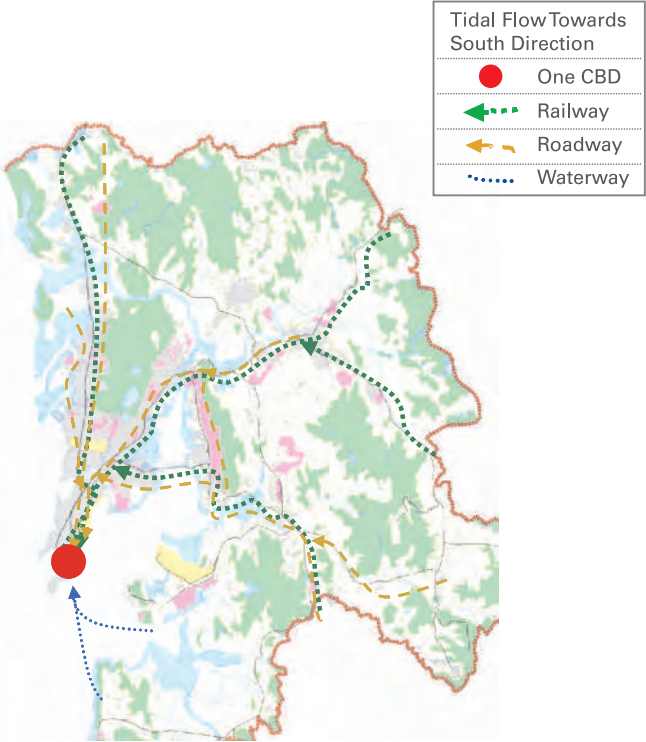 Tidal Flow Towards
South Direction
One CBD
Railway
Roadway
Waterway